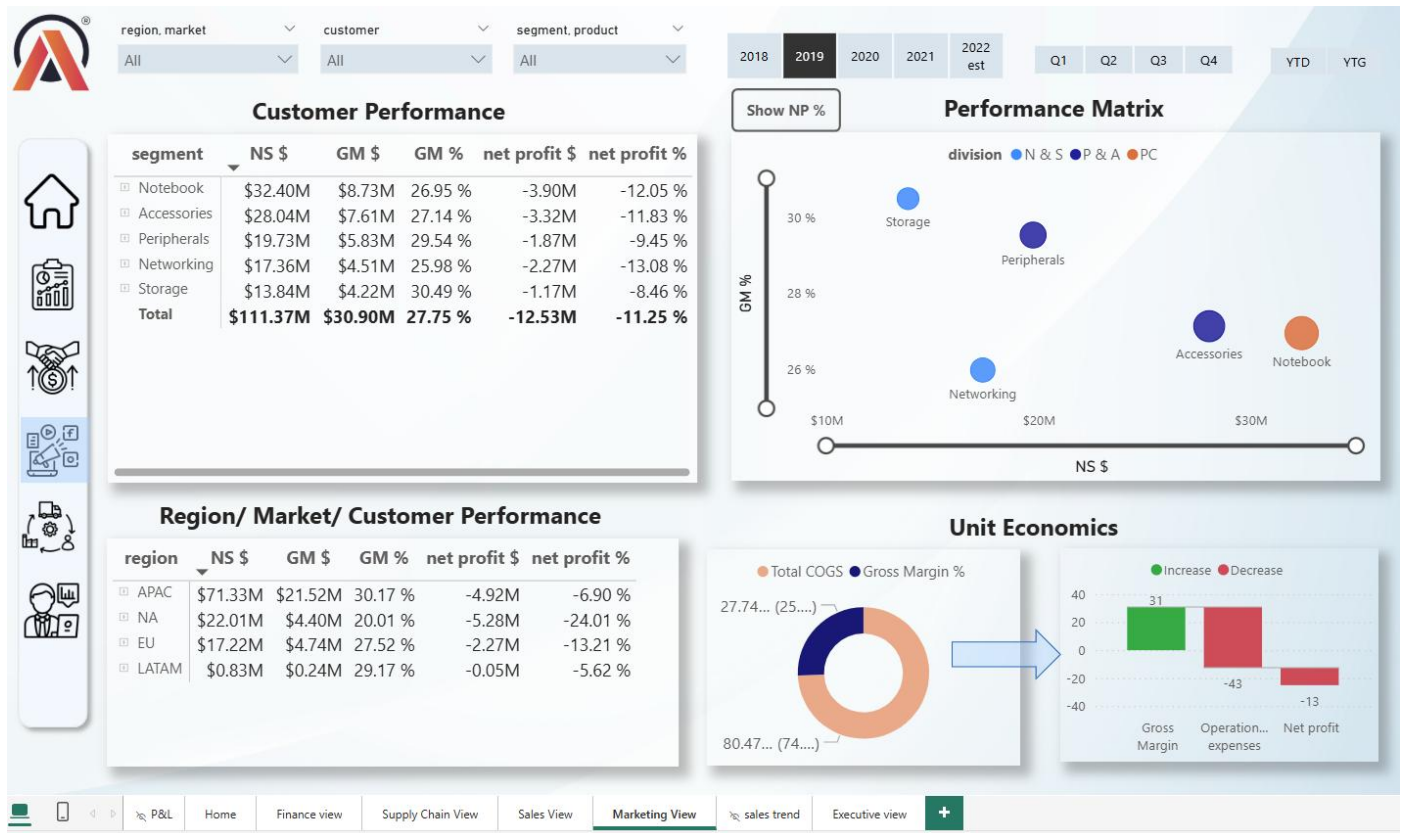 ®
region, market
customer
segment, product
All
All
All
2018
2019
2020
2021
2022
est
Q1
Q2
Q3
Q4
YTD
YTG
Customer Performance
segment NS $ GM $ GM % net profit $ net profit %
Notebook $32.40M $8.73M 26.95 % -3.90M -12.05 %
Accessories $28.04M $7.61M 27.14 % -3.32M -11.83 %
Peripherals $19.73M $5.83M 29.54 % -1.87M -9.45 %
Networking $17.36M $4.51M 25.98 % -2.27M -13.08 %
Storage $13.84M $4.22M 30.49 % -1.17M -8.46 %
Total $111.37M $30.90M 27.75 % -12.53M -11.25 %
Show NP %
Performance Matrix
division N & S P & A PC
GM %
30 %
28 %
26 %
Storage
Peripherals
Accessories
Notebook
Networking
$10M $20M $30M
NS $
Region/ Market/ Customer Performance
region NS $ GM $ GM % net profit $ net profit %
APAC $71.33M $21.52M 30.17 % -4.92M -6.90 %
NA $22.01M $4.40M 20.01 % -5.28M -24.01 %
EU $17.22M $4.74M 27.52 % -2.27M -13.21 %
LATAM $0.83M $0.24M 29.17 % -0.05M -5.62 %
Unit Economics
Total COGS Gross Margin %
27.74... (25....)
80.47... (74....)
Increase Decrease
40
20
0
-20
-40
31
-43
-13
Gross
Margin
Operation...
expenses
Net profit
P&L
Home
Finance view
Supply Chain View
Sales View
Marketing View
sales trend
Executive view
+